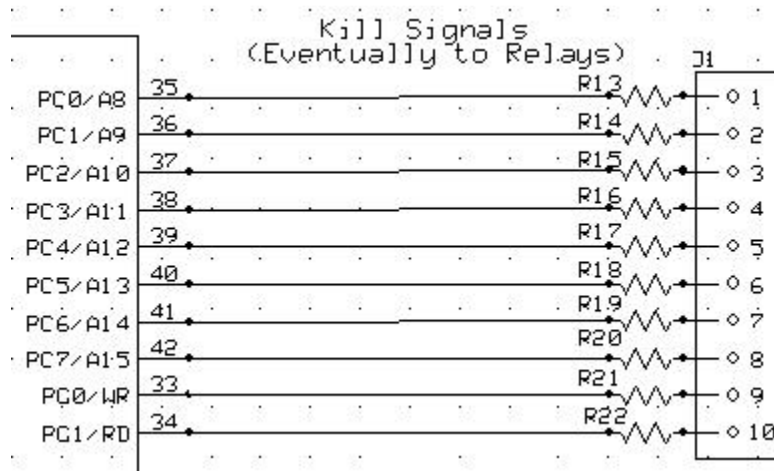 Kill Signals
(Eventually to Relays)
J1
PC0/A8 35 R13 1
PC1/A9 36 R14 2
PC2/A10 37 R15 3
PC3/A11 38 R16 4
PC4/A12 39 R17 5
PC5/A13 40 R18 6
PC6/A14 41 R19 7
PC7/A15 42 R20 8
PG0/WR 33 R21 9
PG1/RD 34 R22 10